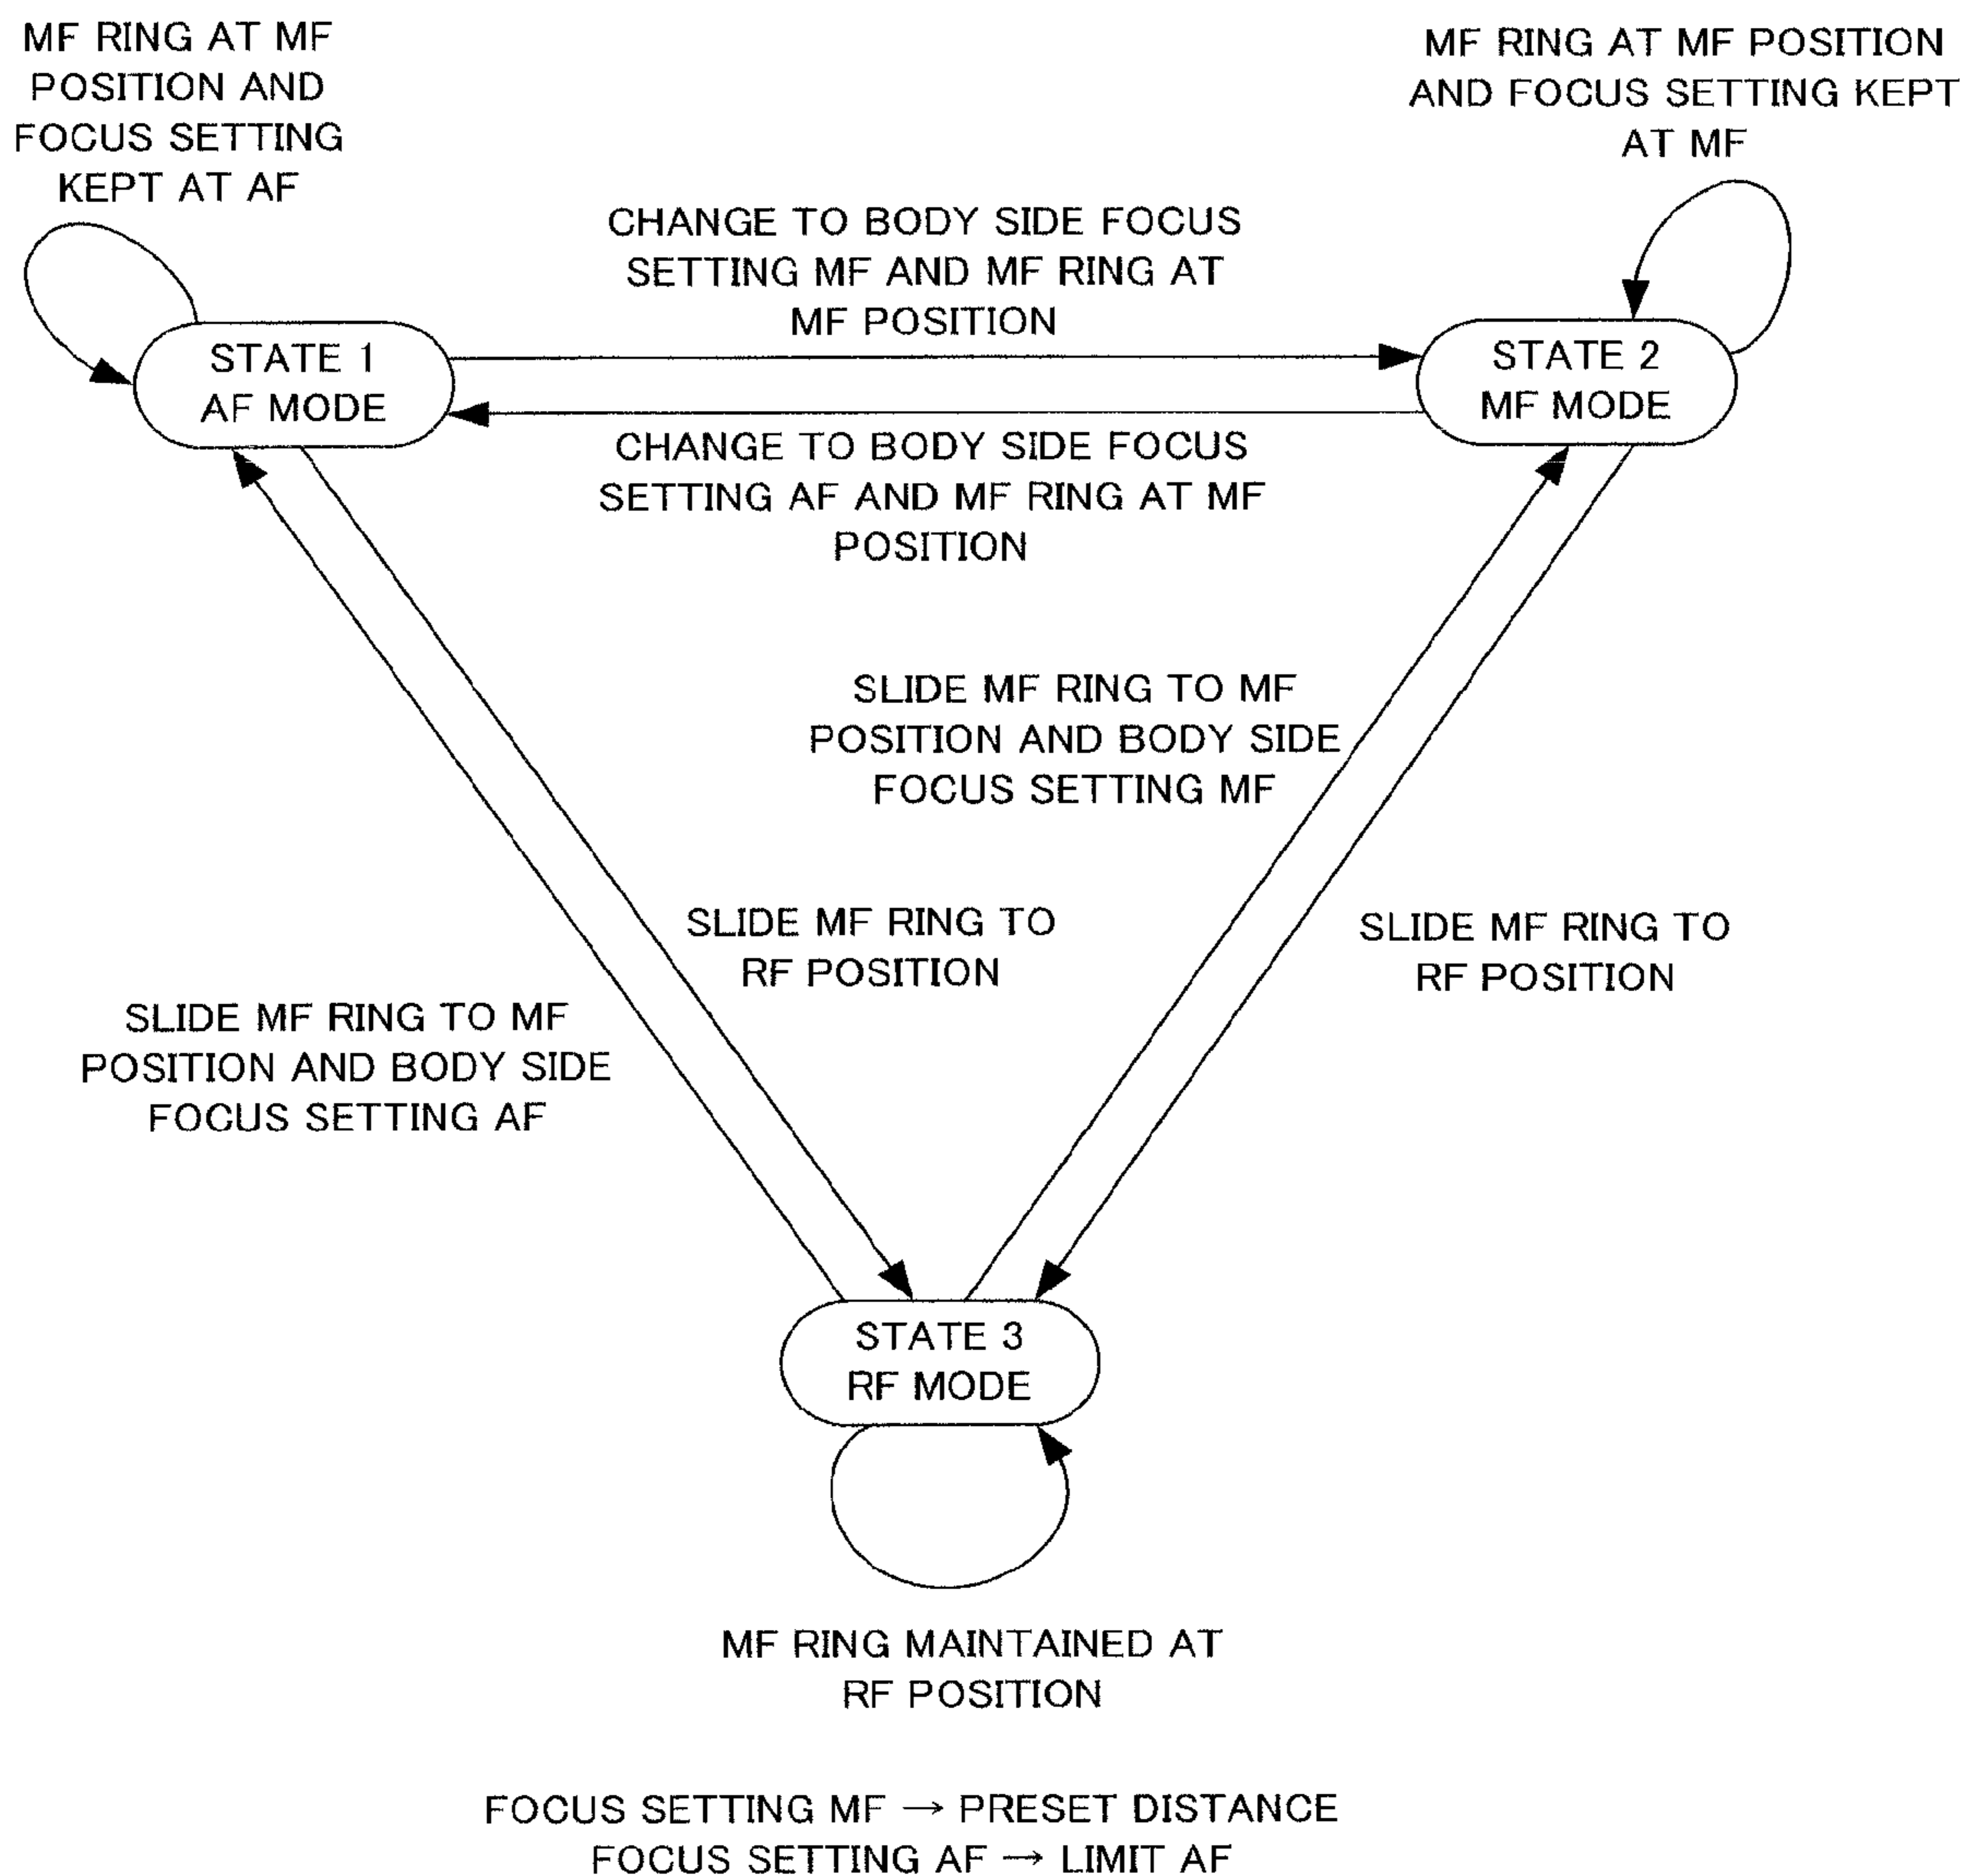 MF RING AT MF
POSITION AND
FOCUS SETTING
KEPT AT AF
MF RING AT MF POSITION
AND FOCUS SETTING KEPT
AT MF
CHANGE TO BODY SIDE FOCUS
SETTING MF AND MF RING AT
MF POSITION
STATE 1
AF MODE
STATE 2
MF MODE
CHANGE TO BODY SIDE FOCUS
SETTING AF AND MF RING AT MF
POSITION
SLIDE MF RING TO MF
POSITION AND BODY SIDE
FOCUS SETTING MF
SLIDE MF RING TO
RF POSITION
SLIDE MF RING TO
RF POSITION
SLIDE MF RING TO MF
POSITION AND BODY SIDE
FOCUS SETTING AF
STATE 3
RF MODE
MF RING MAINTAINED AT
RF POSITION
FOCUS SETTING MF → PRESET DISTANCE
FOCUS SETTING AF → LIMIT AF